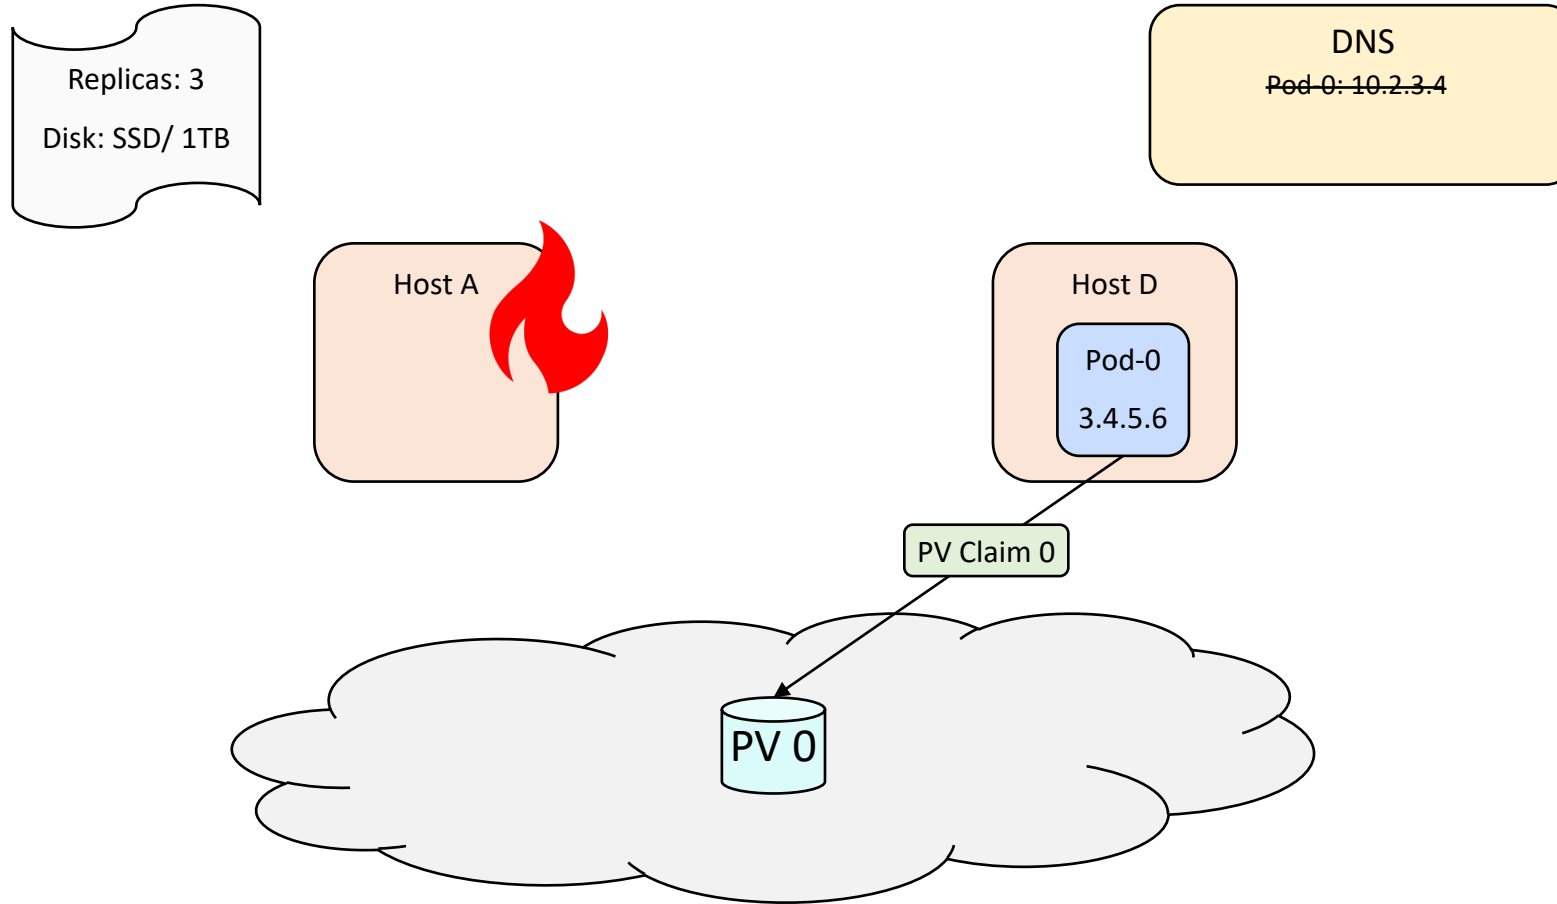 Replicas: 3
Disk: SSD/ 1TB
DNS
Pod-0: 10.2.3.4
Host A
Host D
Pod-0
3.4.5.6
PV Claim 0
PV 0